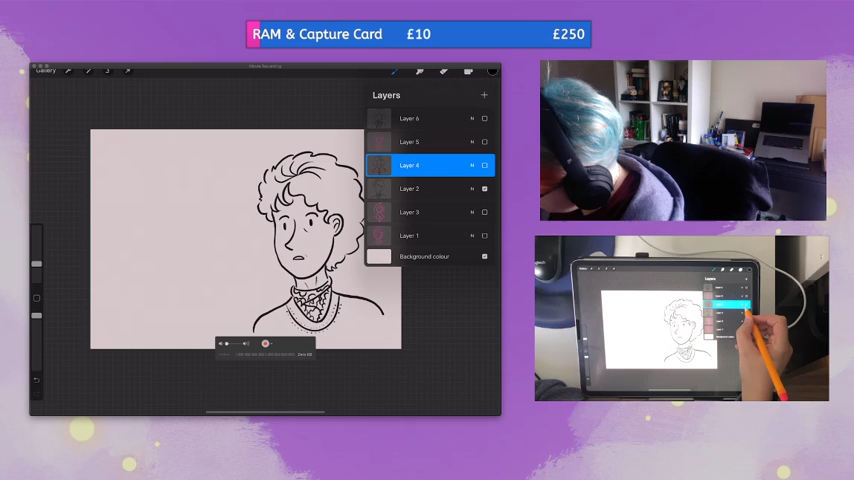 RAM & Capture Card £10 £250
Gallery
Layers
Layer 6 N
Layer 5 N
Layer 4 N
Layer 2 N
Layer 3 N
Layer 1 N
Background colour
Layers